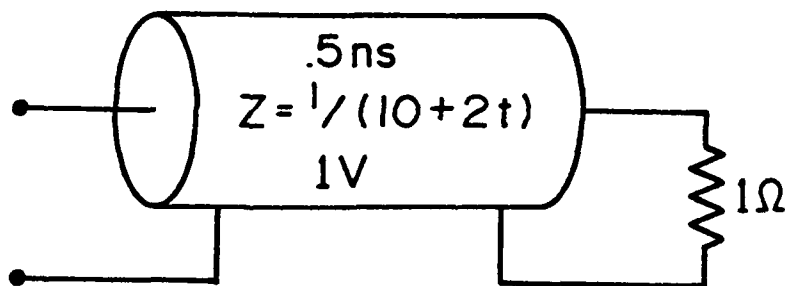 .5ns
Z = 1/(10+2t)
1V
1Ω